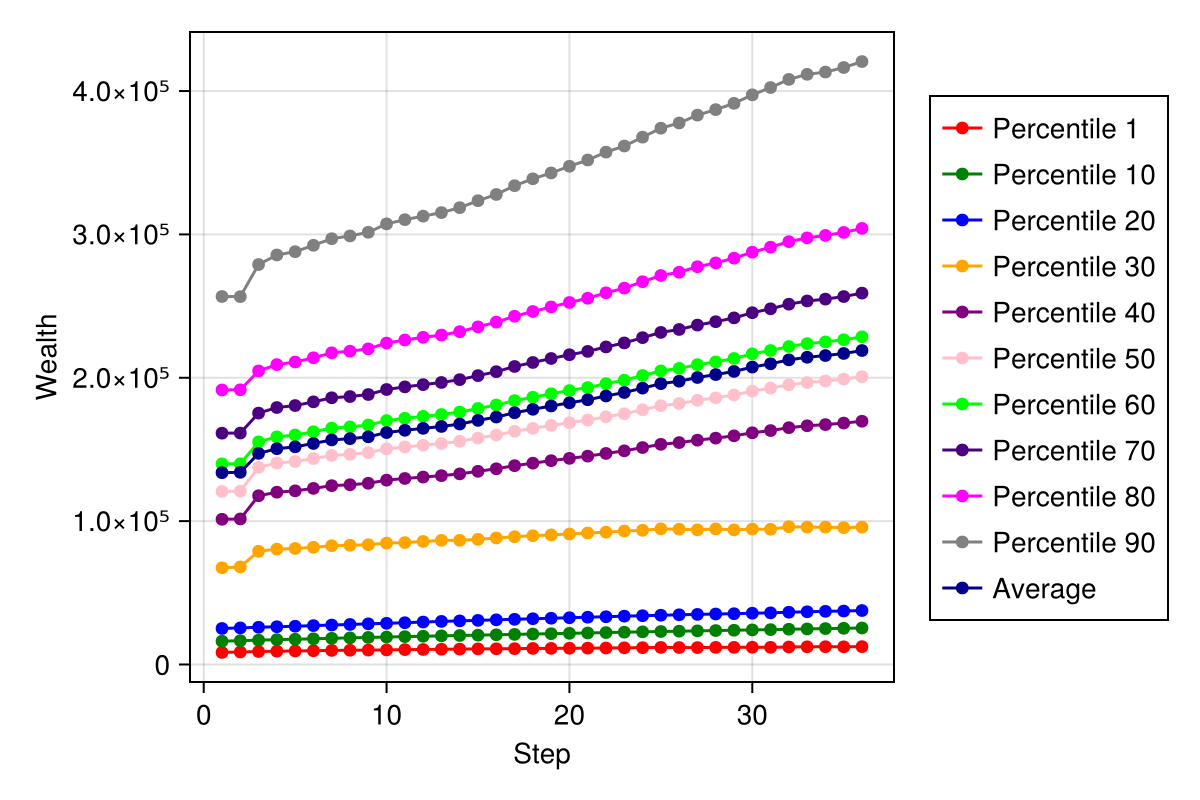 4.0×10⁵
3.0×10⁵
2.0×10⁵
1.0×10⁵
0
Wealth
0 10 20 30
Step
Percentile 1
Percentile 10
Percentile 20
Percentile 30
Percentile 40
Percentile 50
Percentile 60
Percentile 70
Percentile 80
Percentile 90
Average